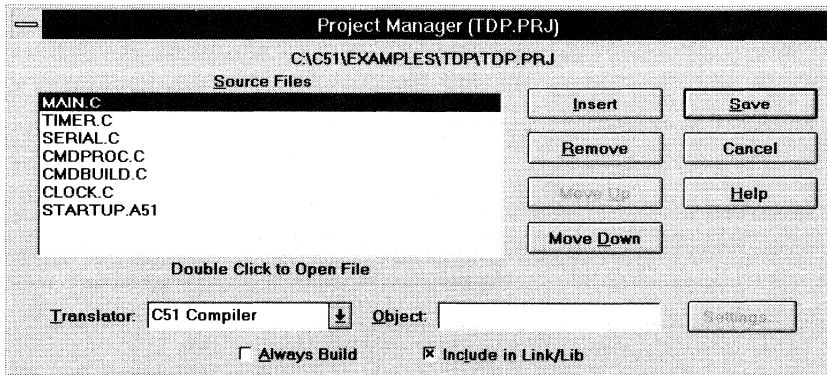 Project Manager (TDP.PRJ)
C:\C51\EXAMPLES\TDP\TDP.PRJ
Source Files
MAIN.C
TIMER.C
SERIAL.C
CMDPROC.C
CMDBUILD.C
CLOCK.C
STARTUP.A51
Insert
Save
Remove
Cancel
Move Up
Help
Move Down
Double Click to Open File
Translator: C51 Compiler
Object:
Settings...
Always Build
Include in Link/Lib